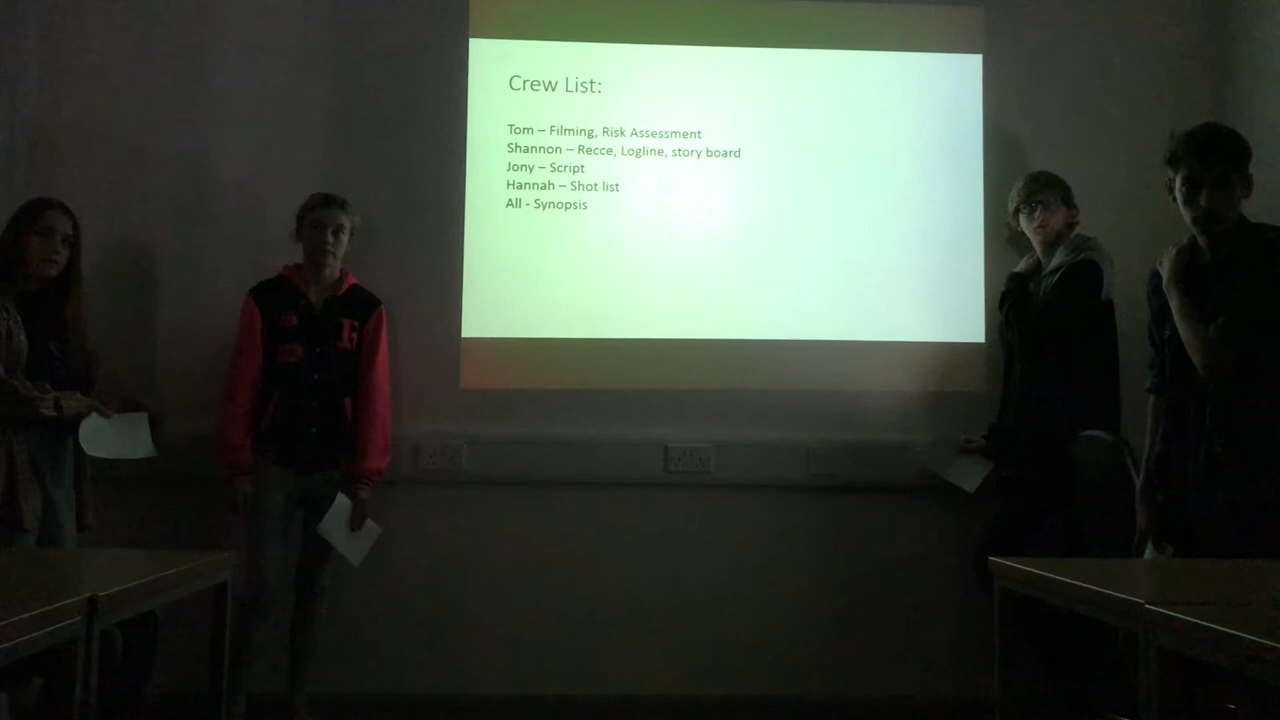 Crew List:
Tom – Filming, Risk Assessment
Shannon – Recce, Logline, story board
Jony – Script
Hannah – Shot list
All - Synopsis